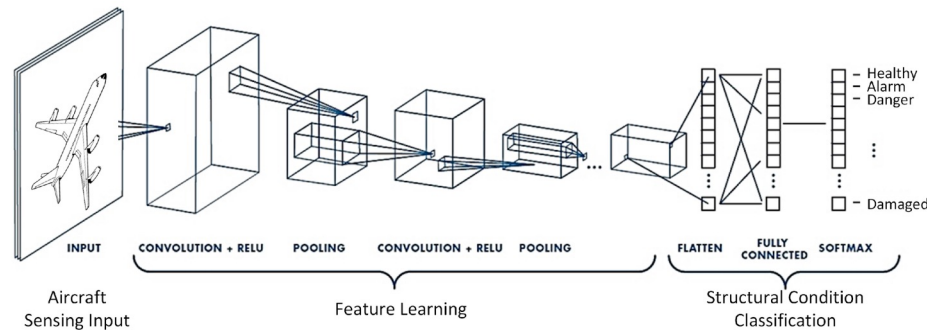 Healthy
Alarm
Danger
Damaged
INPUT
CONVOLUTION + RELU
POOLING
CONVOLUTION + RELU
POOLING
FLATTEN
FULLY
CONNECTED
SOFTMAX
Aircraft
Sensing Input
Feature Learning
Structural Condition
Classification